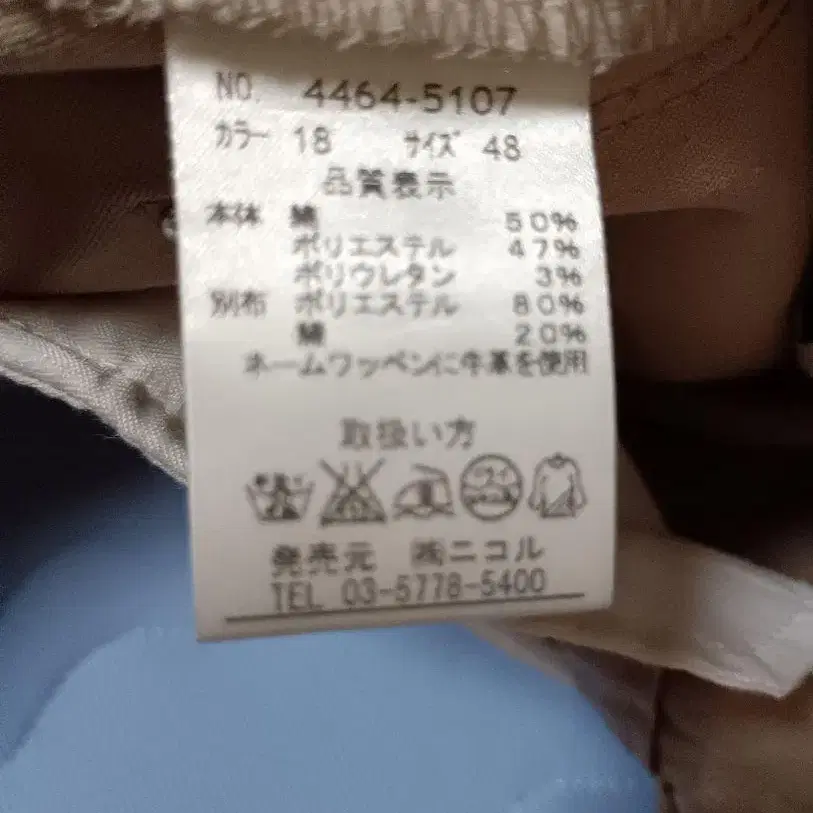 NO. 4464-5107
カラー 18 サイズ 48
品質表示
本体 綿 50%
ポリエステル 47%
ポリウレタン 3%
別布 ポリエステル 80%
綿 20%
ネームワッペンに牛革を使用
取扱い方
発売元 ㈱ニコル
TEL 03-5778-5400